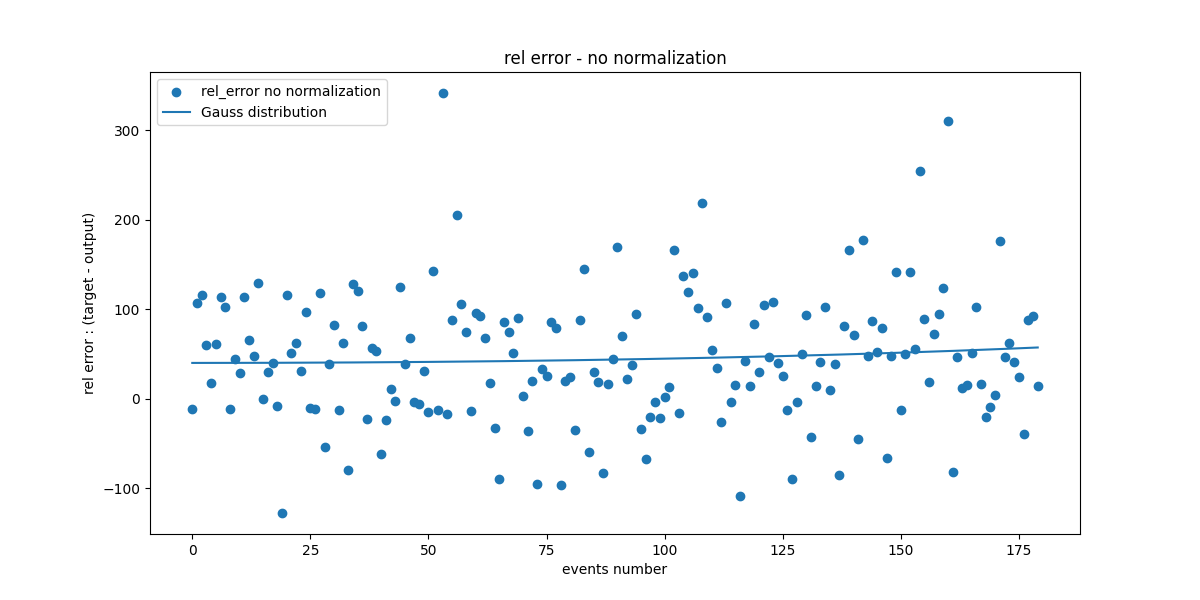 rel error - no normalization
rel_error no normalization
Gauss distribution
rel error : (target - output)
300
200
100
0
−100
0 25 50 75 100 125 150 175
events number